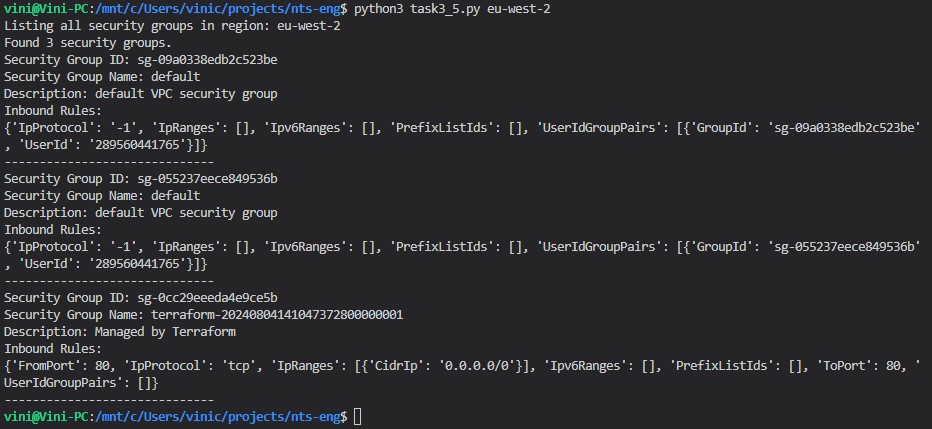 vini@Vini-PC:/mnt/c/Users/vinic/projects/nts-eng$ python3 task3_5.py eu-west-2
Listing all security groups in region: eu-west-2
Found 3 security groups.
Security Group ID: sg-09a0338edb2c523be
Security Group Name: default
Description: default VPC security group
Inbound Rules:
{'IpProtocol': '-1', 'IpRanges': [], 'Ipv6Ranges': [], 'PrefixListIds': [], 'UserIdGroupPairs': [{'GroupId': 'sg-09a0338edb2c523be'
, 'UserId': '289560441765'}]}
------------------------------
Security Group ID: sg-055237eece849536b
Security Group Name: default
Description: default VPC security group
Inbound Rules:
{'IpProtocol': '-1', 'IpRanges': [], 'Ipv6Ranges': [], 'PrefixListIds': [], 'UserIdGroupPairs': [{'GroupId': 'sg-055237eece849536b'
, 'UserId': '289560441765'}]}
------------------------------
Security Group ID: sg-0cc29eeeda4e9ce5b
Security Group Name: terraform-20240804141047372800000001
Description: Managed by Terraform
Inbound Rules:
{'FromPort': 80, 'IpProtocol': 'tcp', 'IpRanges': [{'CidrIp': '0.0.0.0/0'}], 'Ipv6Ranges': [], 'PrefixListIds': [], 'ToPort': 80, '
UserIdGroupPairs': []}
------------------------------
vini@Vini-PC:/mnt/c/Users/vinic/projects/nts-eng$